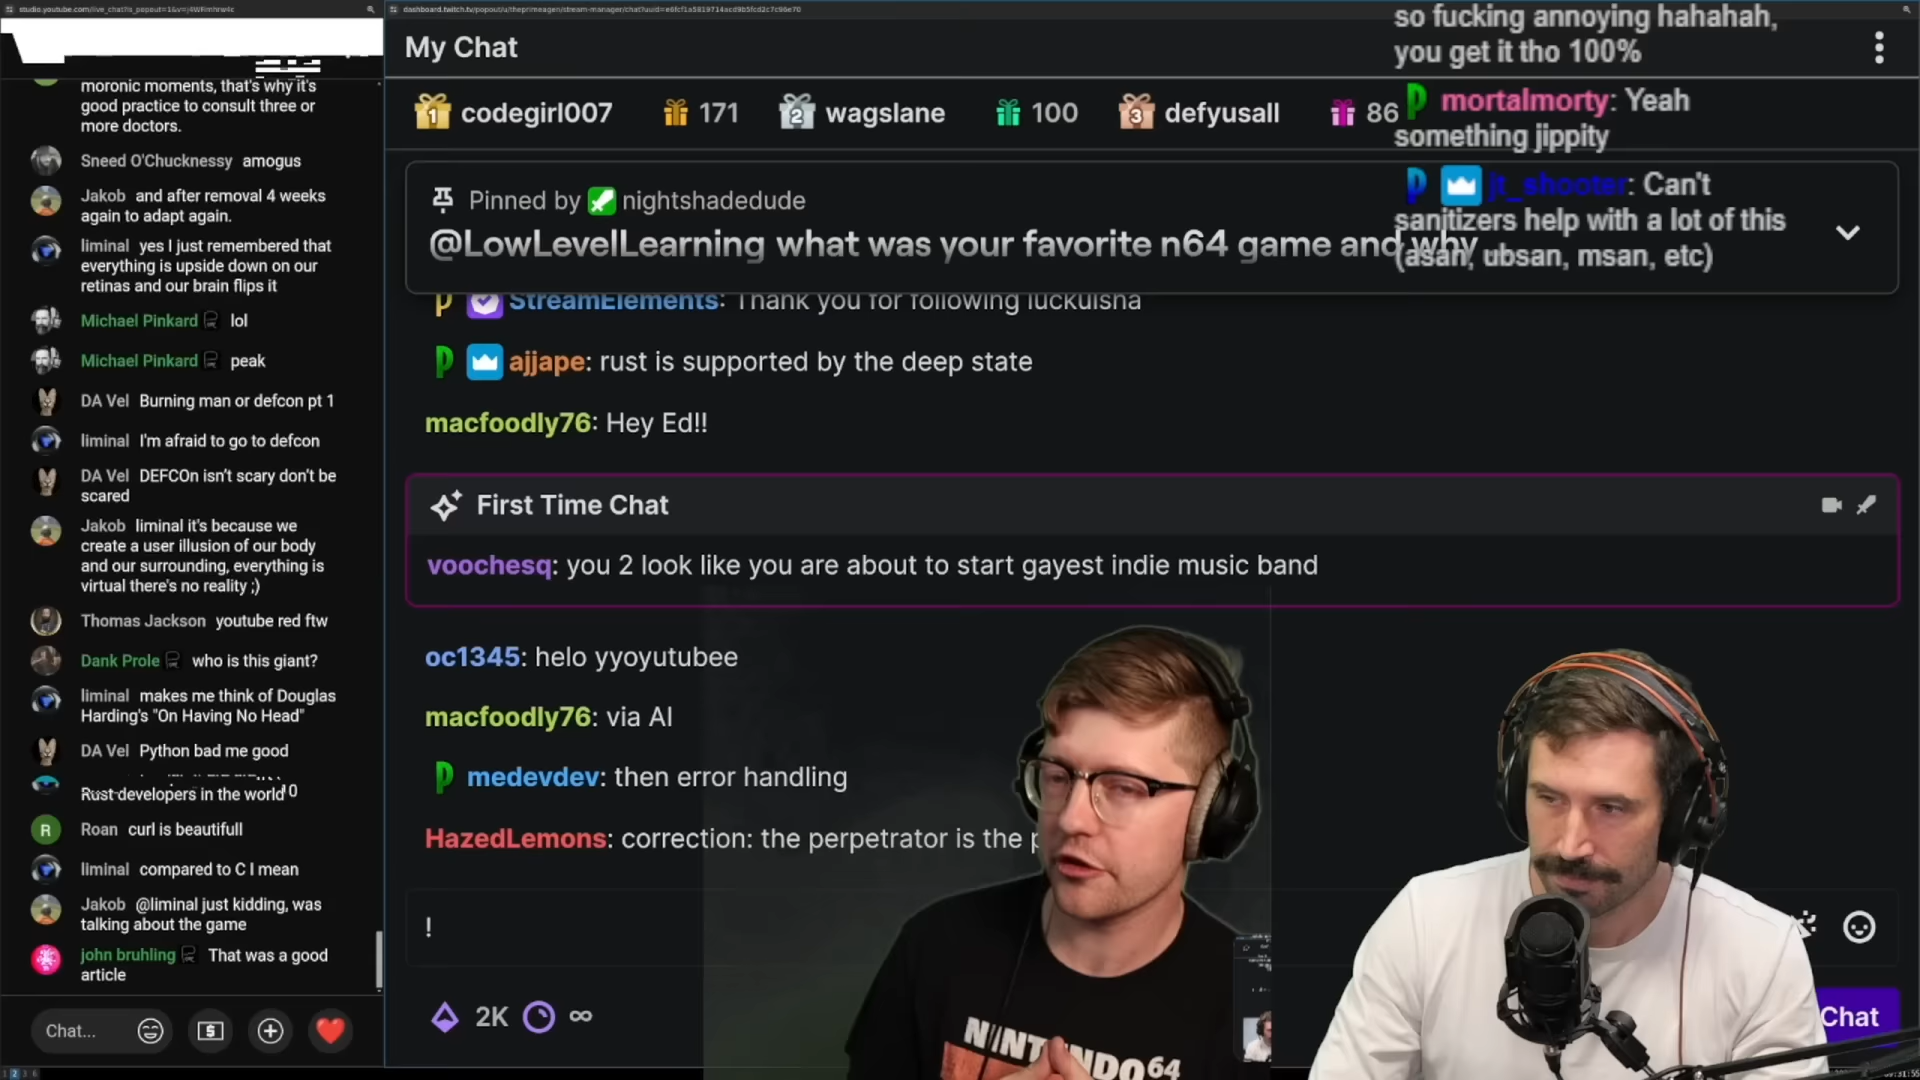 moronic moments, that's why it's
good practice to consult three or
more doctors.
Sneed O'Chucknessy amogus
Jakob and after removal 4 weeks
again to adapt again.
liminal yes I just remembered that
everything is upside down on our
retinas and our brain flips it
Michael Pinkard lol
Michael Pinkard peak
DA Vel Burning man or defcon pt 1
liminal I'm afraid to go to defcon
DA Vel DEFCOn isn't scary don't be
scared
Jakob liminal it's because we
create a user illusion of our body
and our surrounding, everything is
virtual there's no reality ;)
Thomas Jackson youtube red ftw
Dank Prole who is this giant?
liminal makes me think of Douglas
Harding's "On Having No Head"
DA Vel Python bad me good
Rust developers in the world
Roan curl is beautifull
liminal compared to C I mean
Jakob @liminal just kidding, was
talking about the game
john bruhling That was a good
article
Chat...
My Chat
1 codegirl007 171 2 wagslane 100 3 defyusall 86
Pinned by nightshadedude
@LowLevelLearning what was your favorite n64 game and why
StreamElements: Thank you for following luckuisha
ajjape: rust is supported by the deep state
macfoodly76: Hey Ed!!
First Time Chat
voochesq: you 2 look like you are about to start gayest indie music band
oc1345: helo yyoyutubee
macfoodly76: via AI
medevdev: then error handling
HazedLemons: correction: the perpetrator is the
!
2K ∞
Chat
so fucking annoying hahahah,
you get it tho 100%
mortalmorty: Yeah
something jippity
jt_shooter: Can't
sanitizers help with a lot of this
(asan, ubsan, msan, etc)
NINTENDO64